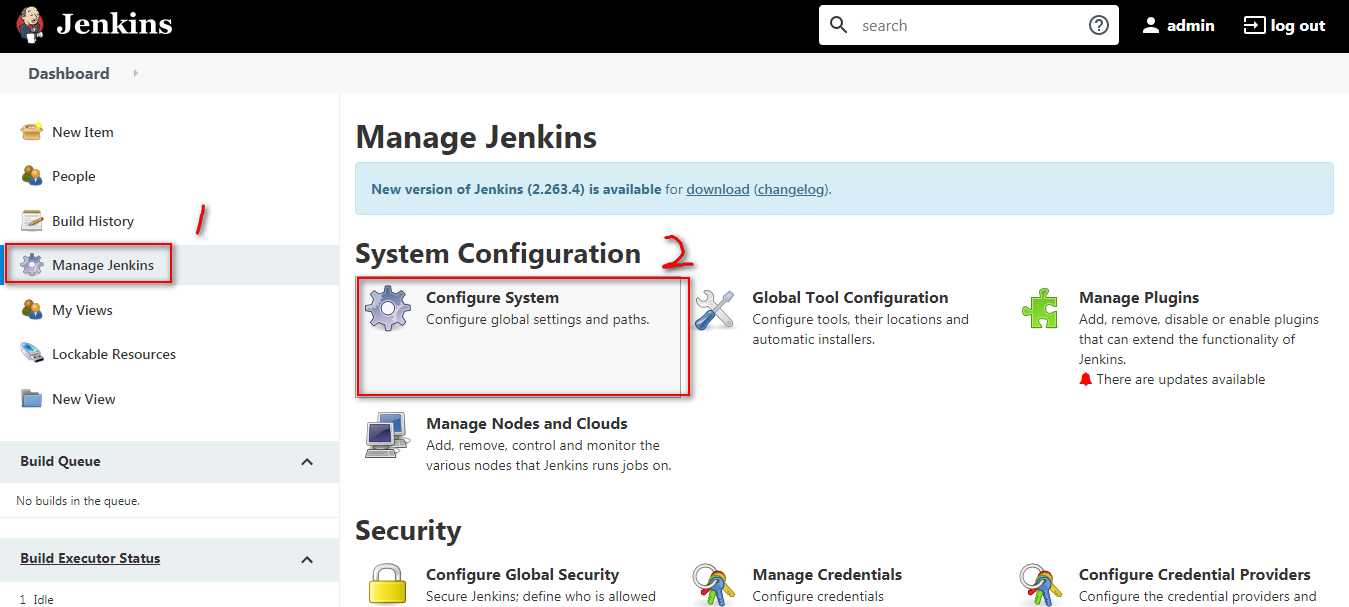 Jenkins
search
admin
log out
Dashboard
New Item
People
Build History
1
Manage Jenkins
My Views
Lockable Resources
New View
Build Queue
No builds in the queue.
Build Executor Status
1 Idle
Manage Jenkins
New version of Jenkins (2.263.4) is available for download (changelog).
System Configuration
2
Configure System
Configure global settings and paths.
Global Tool Configuration
Configure tools, their locations and
automatic installers.
Manage Plugins
Add, remove, disable or enable plugins
that can extend the functionality of
Jenkins.
There are updates available
Manage Nodes and Clouds
Add, remove, control and monitor the
various nodes that Jenkins runs jobs on.
Security
Configure Global Security
Secure Jenkins; define who is allowed
Manage Credentials
Configure credentials
Configure Credential Providers
Configure the credential providers and